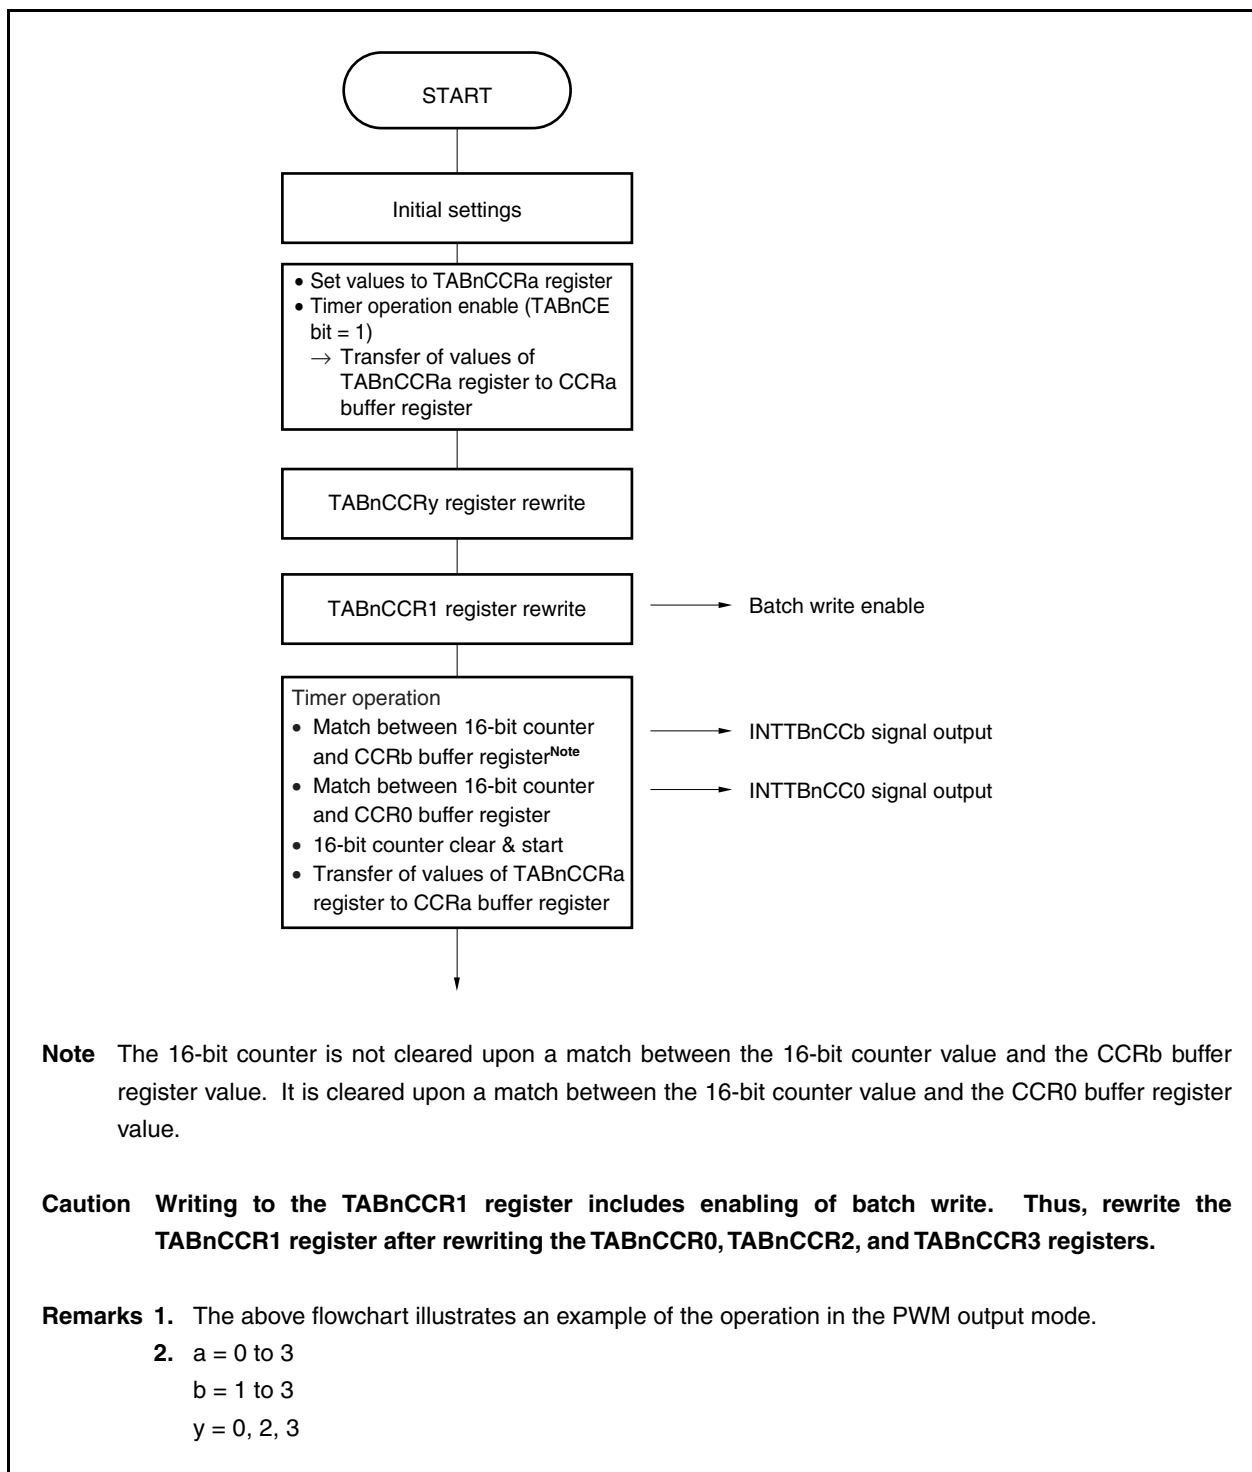 START
Initial settings
• Set values to TABnCCRa register
• Timer operation enable (TABnCE
bit = 1)
→ Transfer of values of
TABnCCRa register to CCRa
buffer register
TABnCCRy register rewrite
TABnCCR1 register rewrite
Batch write enable
Timer operation
• Match between 16-bit counter
and CCRb buffer registerNote
INTTBnCCb signal output
• Match between 16-bit counter
and CCR0 buffer register
INTTBnCC0 signal output
• 16-bit counter clear & start
• Transfer of values of TABnCCRa
register to CCRa buffer register
Note The 16-bit counter is not cleared upon a match between the 16-bit counter value and the CCRb buffer
register value. It is cleared upon a match between the 16-bit counter value and the CCR0 buffer register
value.
Caution Writing to the TABnCCR1 register includes enabling of batch write. Thus, rewrite the
TABnCCR1 register after rewriting the TABnCCR0, TABnCCR2, and TABnCCR3 registers.
Remarks 1. The above flowchart illustrates an example of the operation in the PWM output mode.
2. a = 0 to 3
b = 1 to 3
y = 0, 2, 3